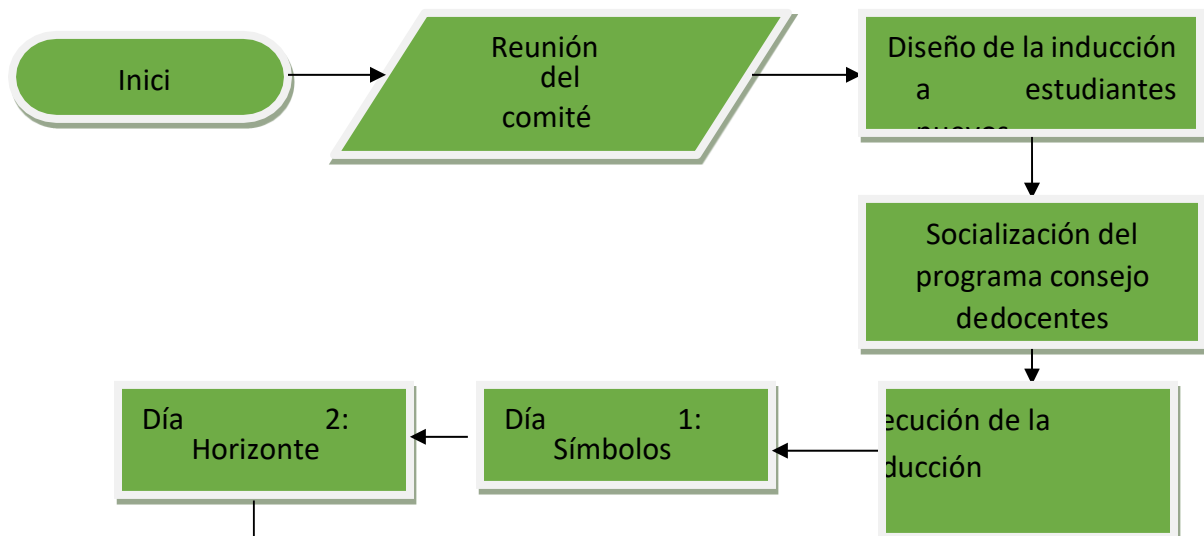 Inici
Reunión
del
comité
Diseño de la inducción
a estudiantes
Socialización del
programa consejo
dedocentes
ecución de la
ducción
Día 1:
Símbolos
Día 2:
Horizonte